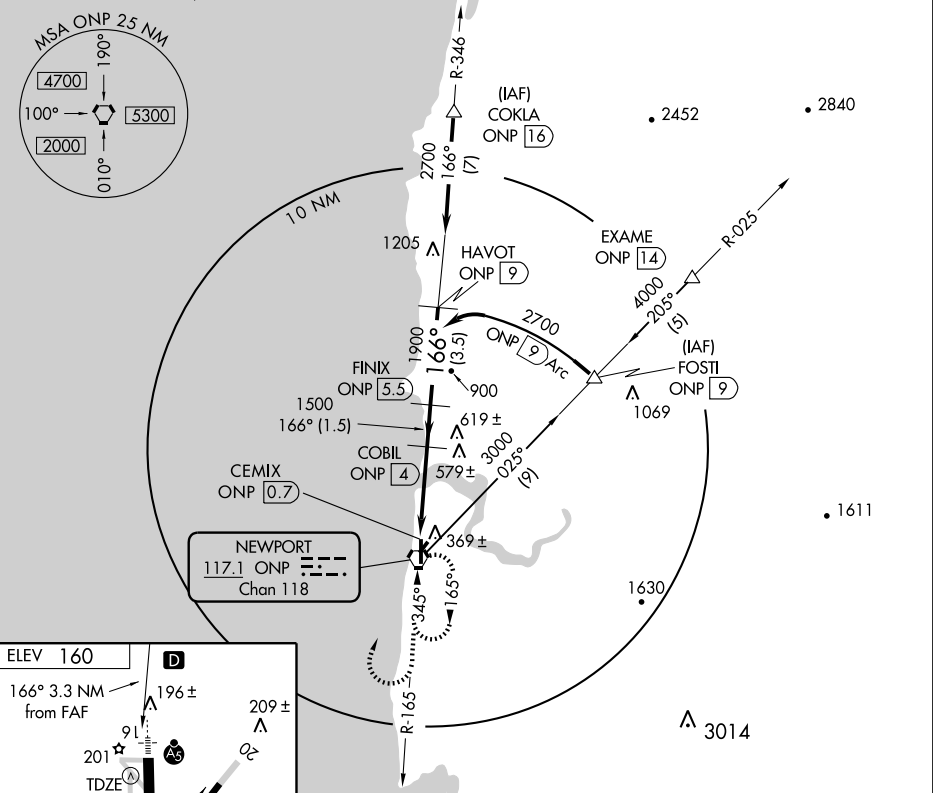 MSA ONP 25 NM
190°
4700
100°
5300
2000
010°
R-346
(IAF)
COKLA
ONP 16
2452
2840
2700
166°
(7)
10 NM
1205
HAVOT
ONP 9
EXAME
ONP 14
R-025
4000
205°
(5)
2700
ONP 9 Arc
(IAF)
FOSTI
ONP 9
1900
166°
(3.5)
FINIX
ONP 5.5
900
1069
1500
166° (1.5)
619±
COBIL
ONP 4
579±
3000
025°
(9)
CEMIX
ONP 0.7
369±
1611
NEWPORT
117.1 ONP
Chan 118
345°
165°
1630
R-165
3014
ELEV 160
D
166° 3.3 NM
from FAF
196±
209±
16
20
201
A5
TDZE